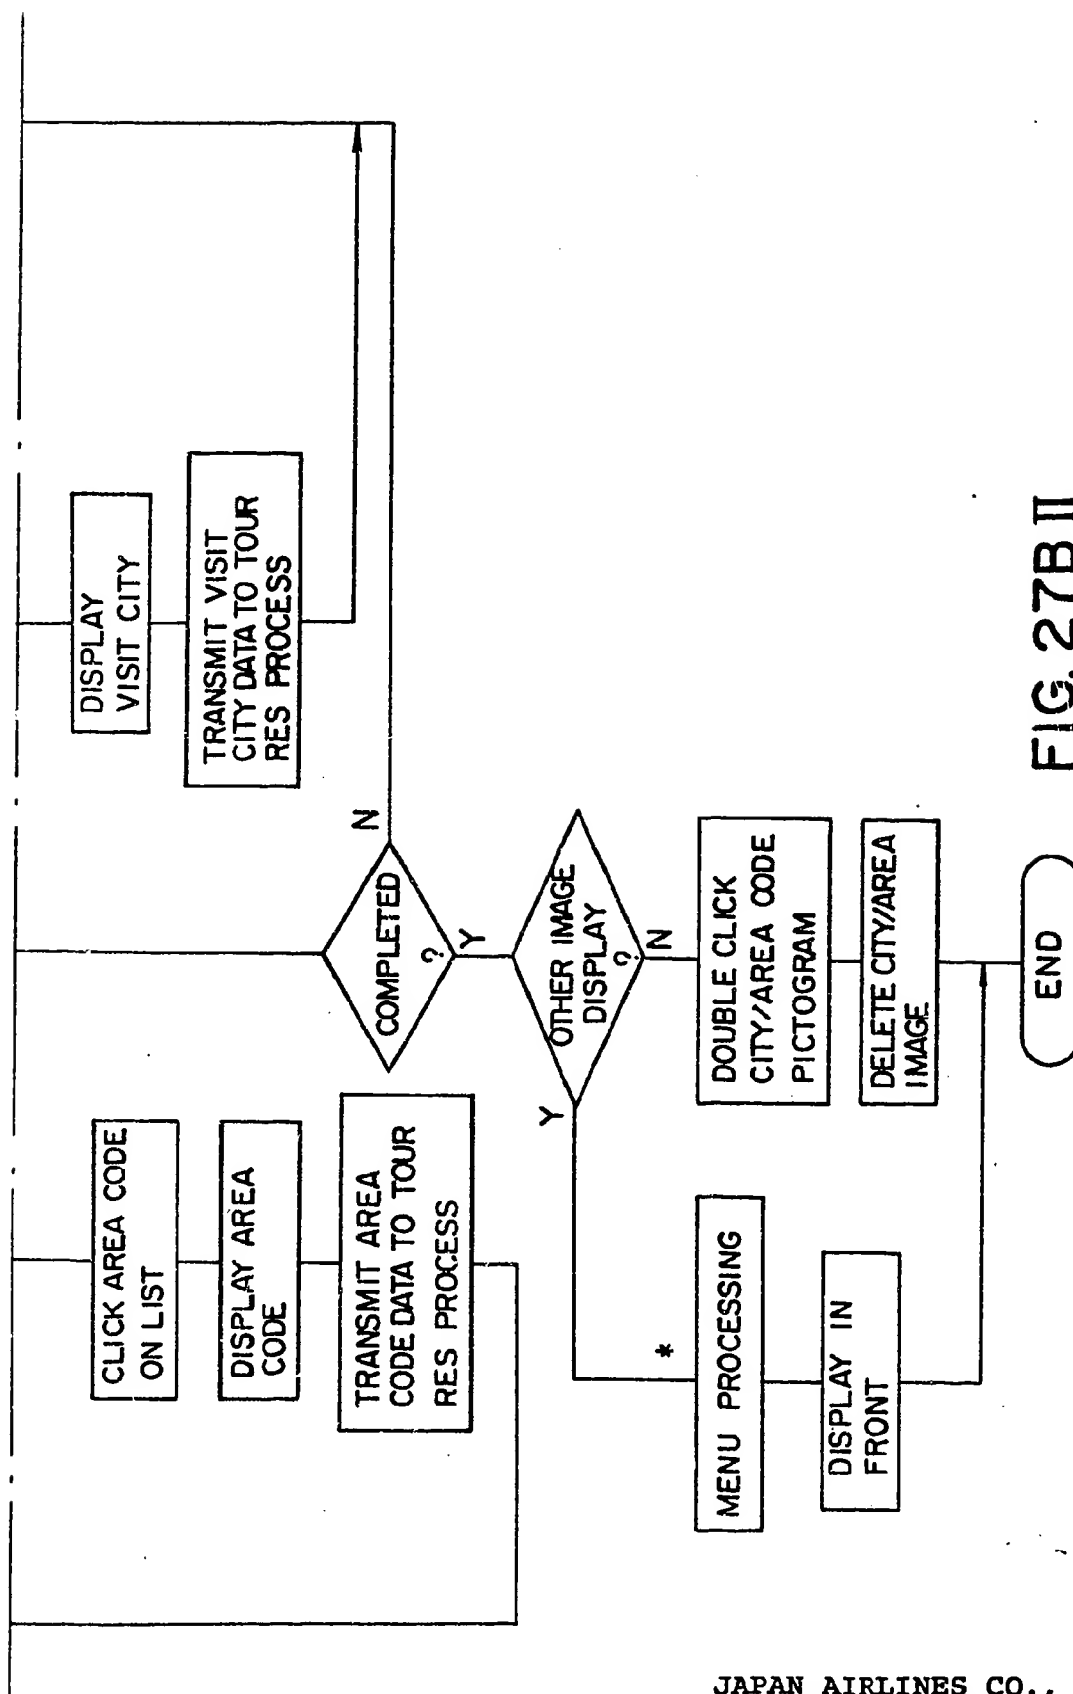 CLICK AREA CODE
ON LIST
DISPLAY AREA
CODE
TRANSMIT AREA
CODE DATA TO TOUR
RES PROCESS
DISPLAY
VISIT CITY
TRANSMIT VISIT
CITY DATA TO TOUR
RES PROCESS
COMPLETED
?
N
Y
OTHER IMAGE
DISPLAY
?
Y
N
*
MENU PROCESSING
DISPLAY IN
FRONT
DOUBLE CLICK
CITY/AREA CODE
PICTOGRAM
DELETE CITY/AREA
IMAGE
END
FIG. 27B II
JAPAN AIRLINES CO.,